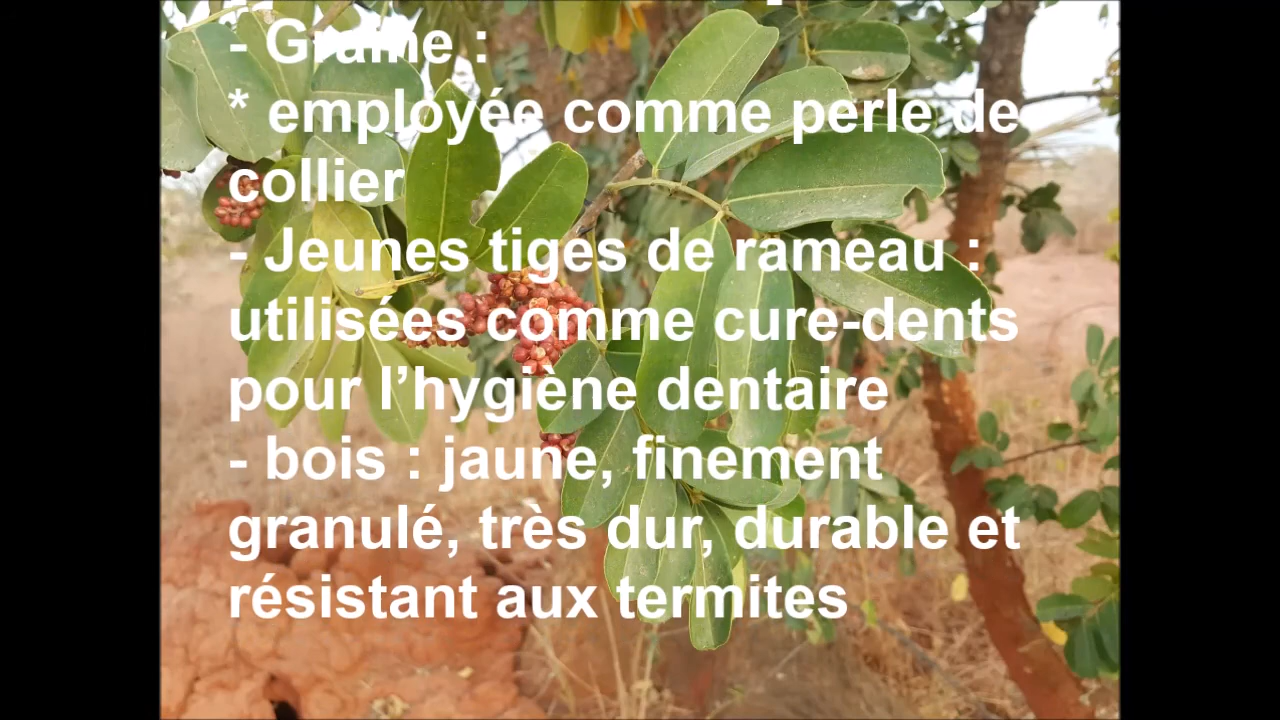 - Graine :
* employée comme perle de
collier
- Jeunes tiges de rameau :
utilisées comme cure-dents
pour l’hygiène dentaire
- bois : jaune, finement
granulé, très dur, durable et
résistant aux termites